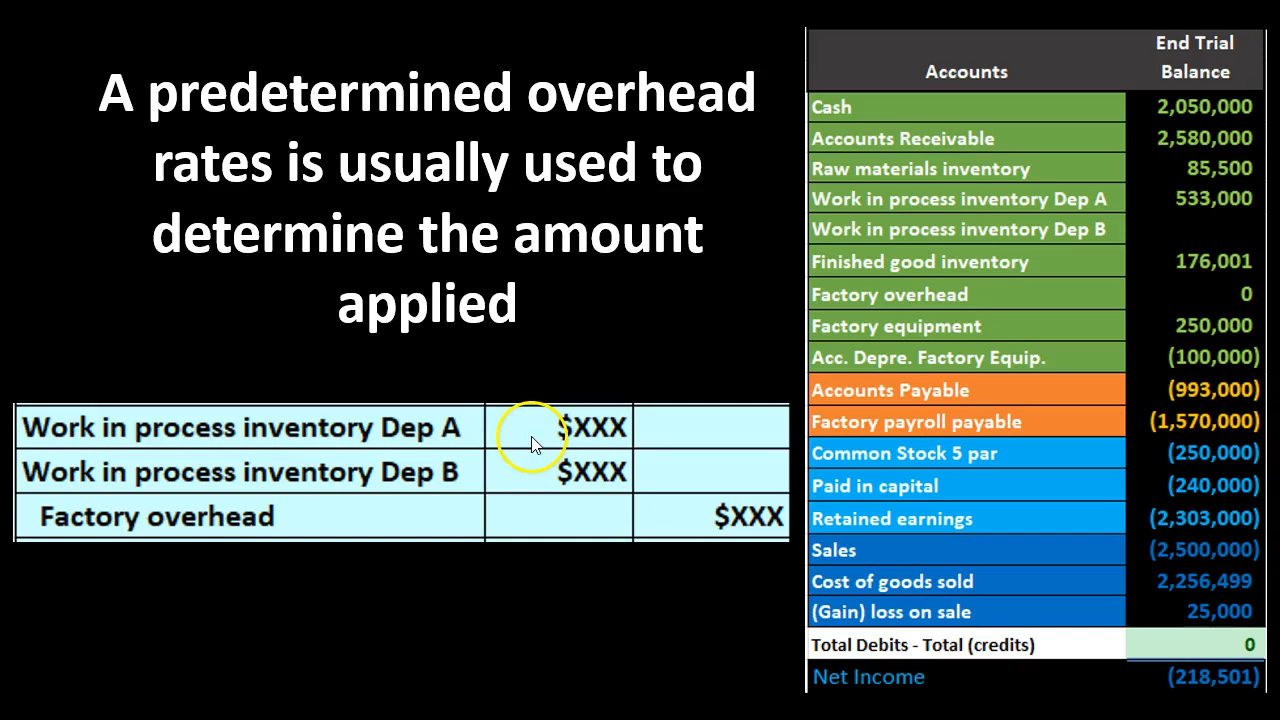 A predetermined overhead
rates is usually used to
determine the amount
applied
Work in process inventory Dep A $XXX
Work in process inventory Dep B $XXX
Factory overhead $XXX
End Trial
Accounts Balance
Cash 2,050,000
Accounts Receivable 2,580,000
Raw materials inventory 85,500
Work in process inventory Dep A 533,000
Work in process inventory Dep B
Finished good inventory 176,001
Factory overhead 0
Factory equipment 250,000
Acc. Depre. Factory Equip. (100,000)
Accounts Payable (993,000)
Factory payroll payable (1,570,000)
Common Stock 5 par (250,000)
Paid in capital (240,000)
Retained earnings (2,303,000)
Sales (2,500,000)
Cost of goods sold 2,256,499
(Gain) loss on sale 25,000
Total Debits - Total (credits) 0
Net Income (218,501)